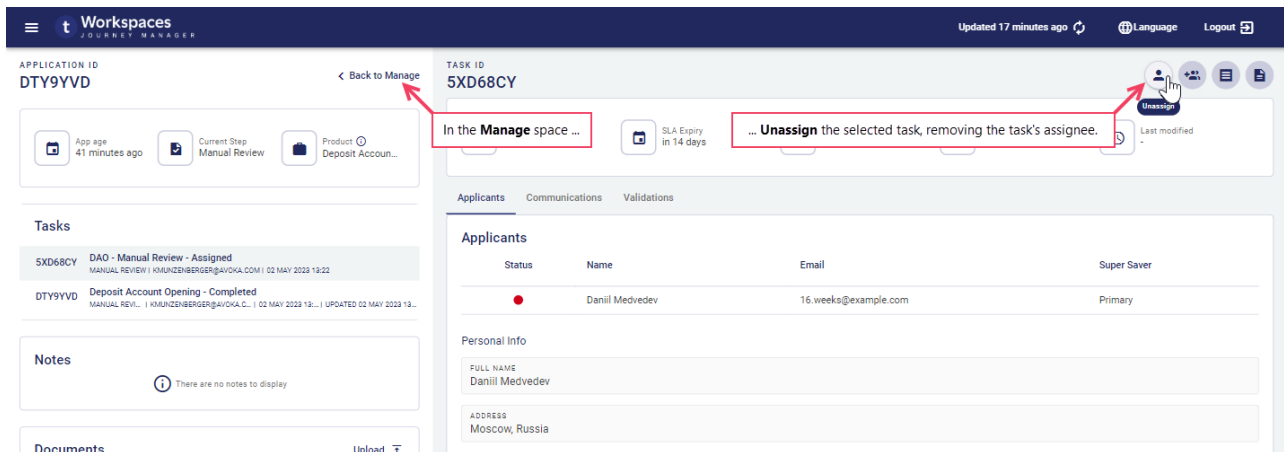 t Workspaces
JOURNEY MANAGER
Updated 17 minutes ago
Language
Logout
APPLICATION ID
DTY9YVD
Back to Manage
App age
41 minutes ago
Current Step
Manual Review
Product
Deposit Accoun...
Tasks
5XD68CY
DAO - Manual Review - Assigned
MANUAL REVIEW | KMUNZENBERGER@AVOKA.COM | 02 MAY 2023 13:22
DTY9YVD
Deposit Account Opening - Completed
MANUAL REVI... | KMUNZENBERGER@AVOKA.C... | 02 MAY 2023 13:... | UPDATED 02 MAY 2023 13...
Notes
There are no notes to display
Documents
Upload
TASK ID
5XD68CY
Unassign
In the Manage space ...
SLA Expiry
in 14 days
... Unassign the selected task, removing the task's assignee.
Last modified
-
Applicants Communications Validations
Applicants
Status Name Email Super Saver
Daniil Medvedev 16.weeks@example.com Primary
Personal Info
FULL NAME
Daniil Medvedev
ADDRESS
Moscow, Russia